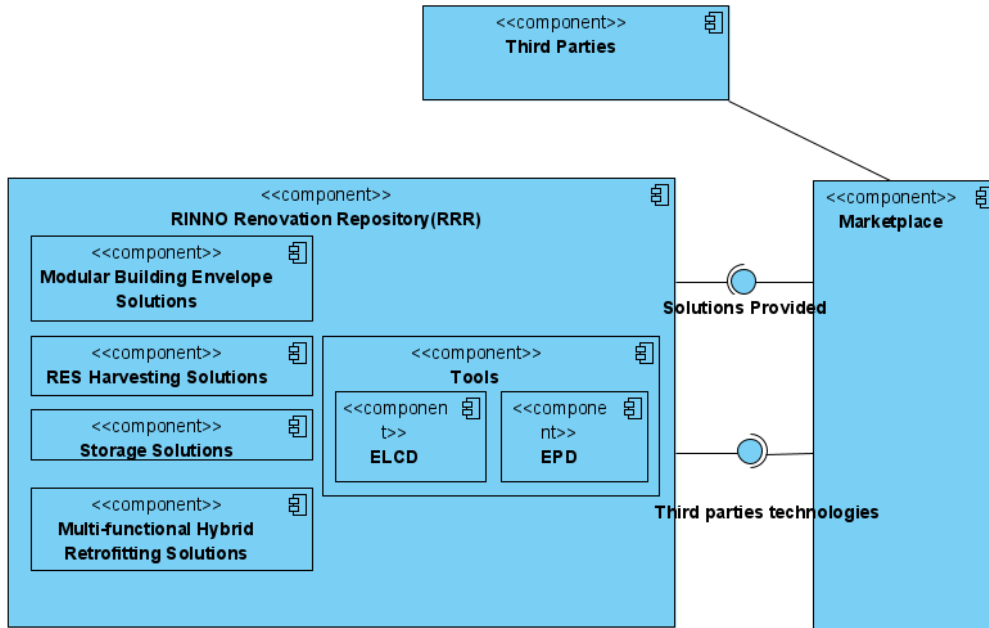 <<component>>
Third Parties
<<component>>
RINNO Renovation Repository(RRR)
<<component>>
Modular Building Envelope
Solutions
<<component>>
RES Harvesting Solutions
<<component>>
Storage Solutions
<<component>>
Multi-functional Hybrid
Retrofitting Solutions
<<component>>
Tools
<<componen
t>>
ELCD
<<compone
nt>>
EPD
Solutions Provided
Third parties technologies
<<component>>
Marketplace